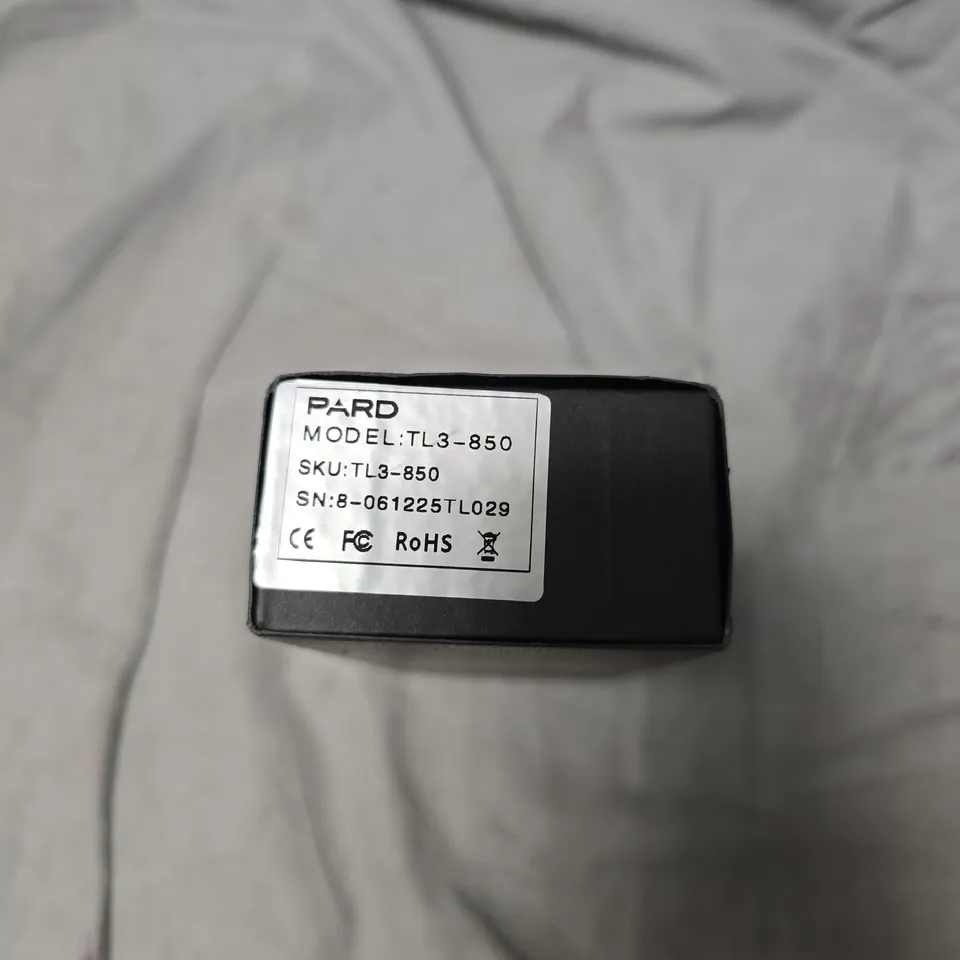 PARD
MODEL:TL3-850
SKU:TL3-850
SN:8-061225TL029
CE FC RoHS